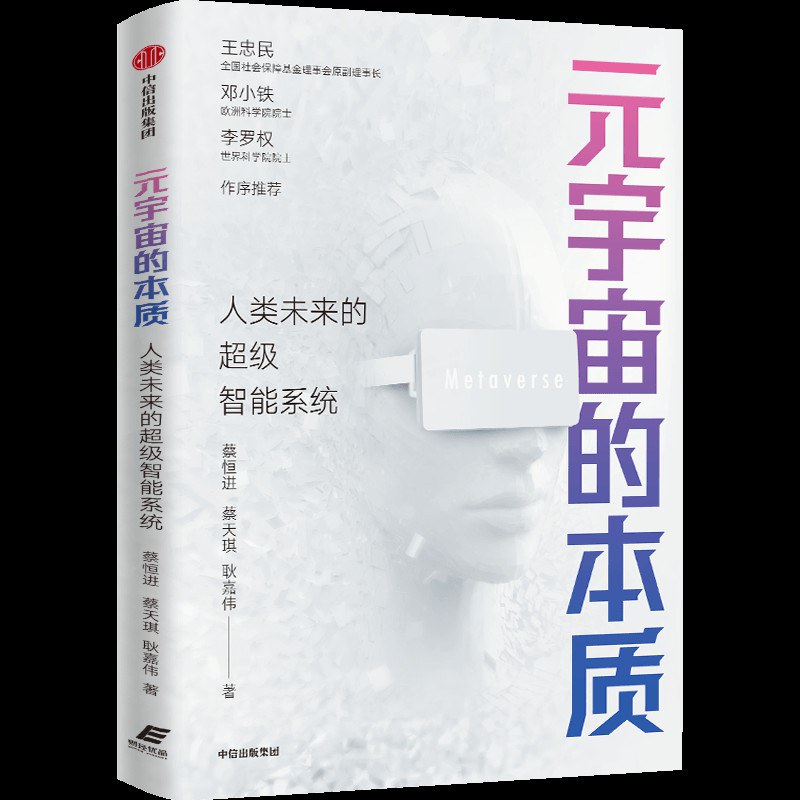 中信出版集团
元宇宙的本质
人类未来的超级智能系统
蔡恒进 蔡天琪 耿嘉伟 著
王忠民
全国社会保障基金理事会原副理事长
邓小铁
欧洲科学院院士
李罗权
世界科学院院士
作序推荐
人类未来的
超级
智能系统
蔡恒进 蔡天琪 耿嘉伟 著
Metaverse
元宇宙的本质
中信出版集团